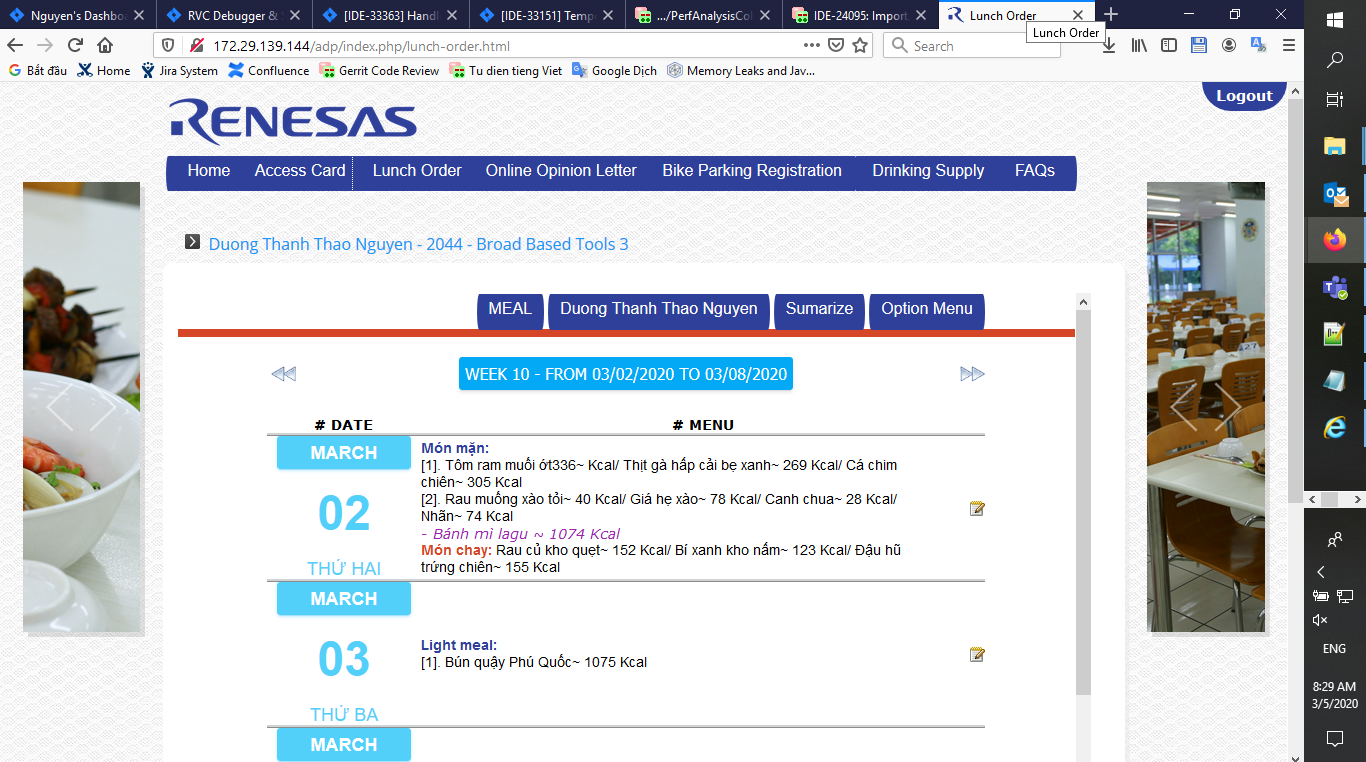 Nguyen's Dashboa
RVC Debugger &
[IDE-33363] Handl
[IDE-33151] Tempo
.../PerfAnalysisCol
IDE-24095: Import.
Lunch Order
Lunch Order
172.29.139.144/adp/index.php/lunch-order.html
Search
Bắt đầu
Home
Jira System
Confluence
Gerrit Code Review
Tu dien tieng Viet
Google Dịch
Memory Leaks and Jav...
Logout
RENESAS
Home
Access Card
Lunch Order
Online Opinion Letter
Bike Parking Registration
Drinking Supply
FAQs
Duong Thanh Thao Nguyen - 2044 - Broad Based Tools 3
MEAL
Duong Thanh Thao Nguyen
Sumarize
Option Menu
WEEK 10 - FROM 03/02/2020 TO 03/08/2020
# DATE
# MENU
MARCH
02
THỨ HAI
Món mặn:
[1]. Tôm ram muối ớt336~ Kcal/ Thịt gà hấp cải bẹ xanh~ 269 Kcal/ Cá chim
chiên~ 305 Kcal
[2]. Rau muống xào tỏi~ 40 Kcal/ Giá hẹ xào~ 78 Kcal/ Canh chua~ 28 Kcal/
Nhãn~ 74 Kcal
- Bánh mì lagu ~ 1074 Kcal
Món chay: Rau củ kho quẹt~ 152 Kcal/ Bí xanh kho nấm~ 123 Kcal/ Đậu hũ
trứng chiên~ 155 Kcal
MARCH
03
THỨ BA
Light meal:
[1]. Bún quậy Phú Quốc~ 1075 Kcal
MARCH
ENG
8:29 AM
3/5/2020